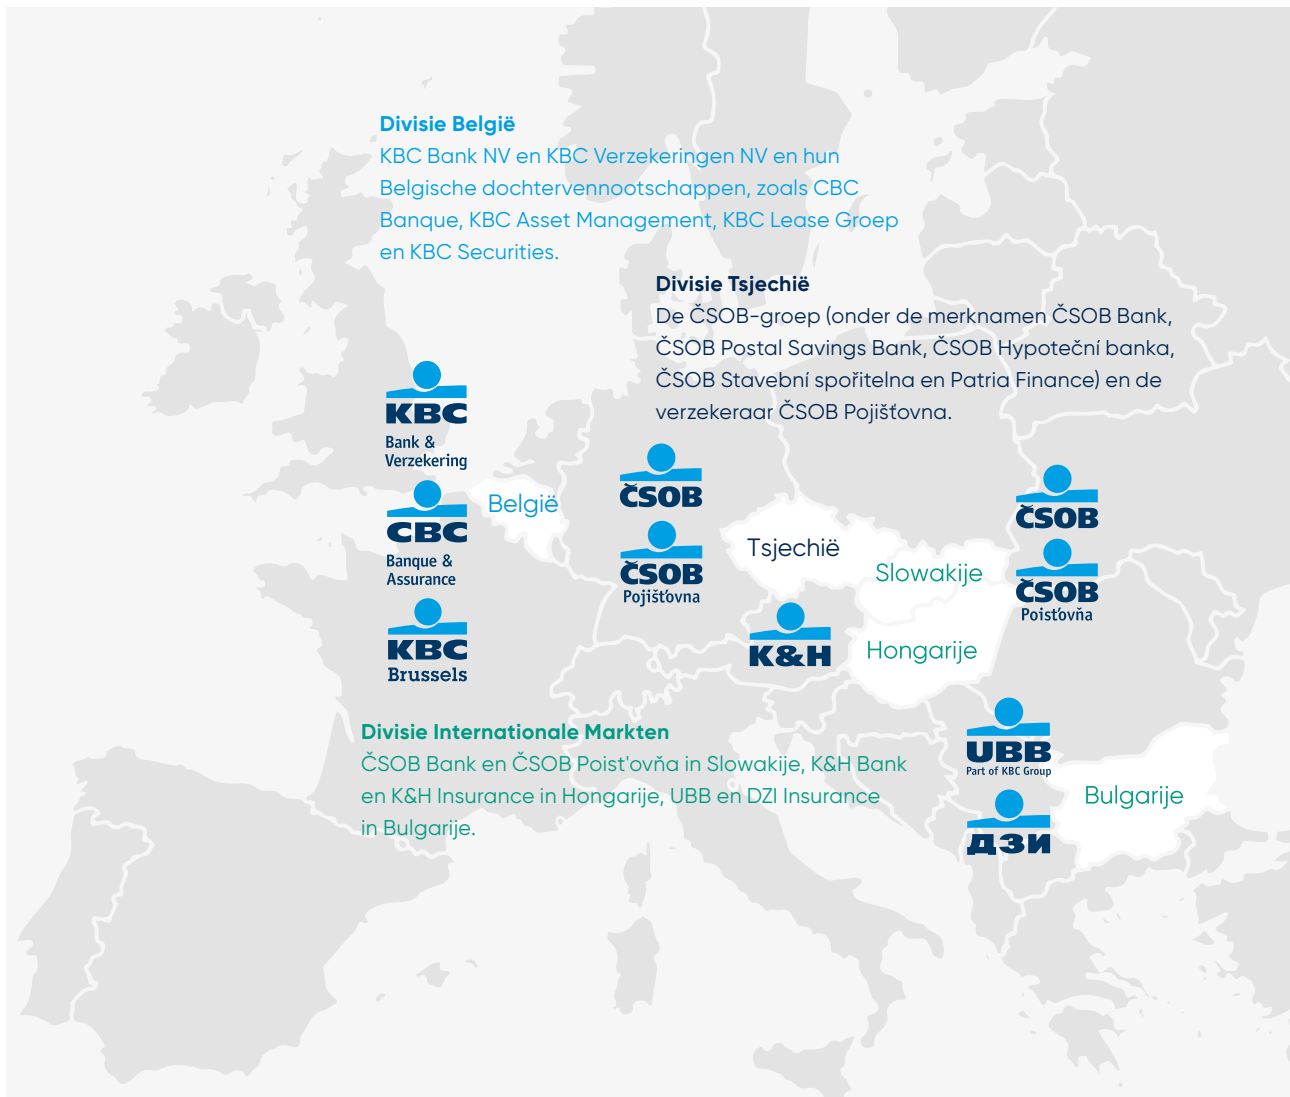 Divisie België
KBC Bank NV en KBC Verzekeringen NV en hun
Belgische dochtervennootschappen, zoals CBC
Banque, KBC Asset Management, KBC Lease Groep
en KBC Securities.
Divisie Tsjechië
De ČSOB-groep (onder de merknamen ČSOB Bank,
ČSOB Postal Savings Bank, ČSOB Hypoteční banka,
ČSOB Stavební spořitelna en Patria Finance) en de
verzekeraar ČSOB Pojišťovna.
KBC
Bank &
Verzekering
CBC
Banque &
Assurance
KBC
Brussels
België
ČSOB
ČSOB
Pojišťovna
Tsjechië
Slowakije
ČSOB
ČSOB
Poisťovňa
K&H
Hongarije
Divisie Internationale Markten
ČSOB Bank en ČSOB Poist'ovňa in Slowakije, K&H Bank
en K&H Insurance in Hongarije, UBB en DZI Insurance
in Bulgarije.
UBB
Part of KBC Group
ДЗИ
Bulgarije